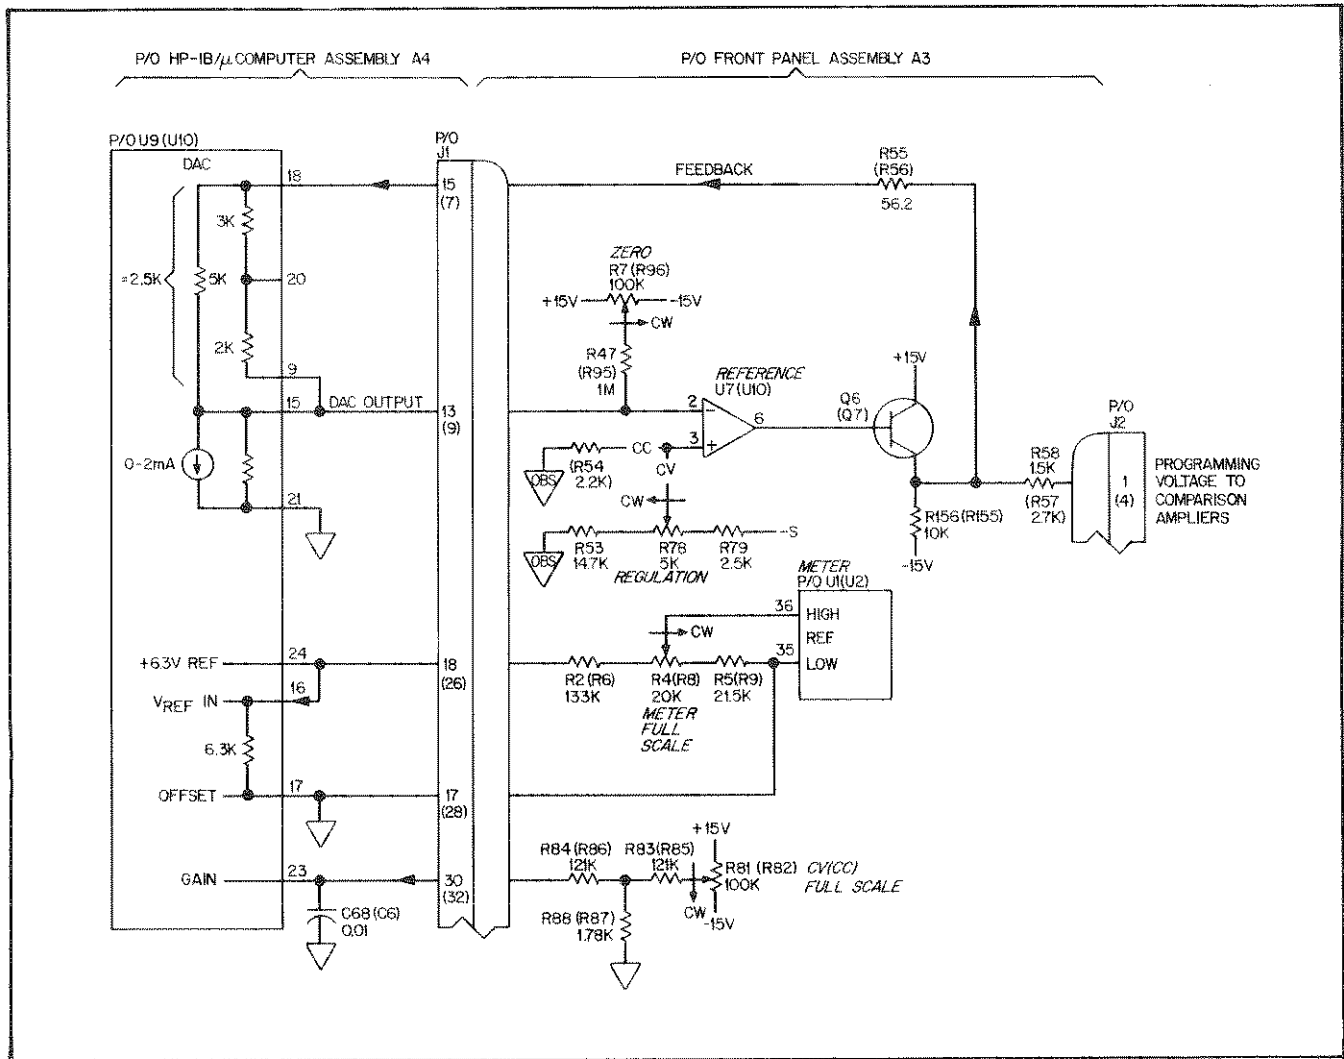 P/O HP-IB/μCOMPUTER ASSEMBLY A4
P/O FRONT PANEL ASSEMBLY A3
P/O U9 (U10)
DAC
18
P/O
J1
15
(7)
FEEDBACK
R55
(R56)
56.2
3K
≈2.5K
5K
20
2K
9
15
DAC OUTPUT
13
(9)
0-2mA
21
ZERO
R7 (R96)
100K
+15V
-15V
CW
R47
(R95)
1M
REFERENCE
U7(U10)
2
-
3
+
6
CC
CV
(R54
2.2K)
OBS
CW
OBS
R53
14.7K
R78
5K
R79
2.5K
-S
REGULATION
+15V
Q6
(Q7)
R156(R155)
10K
-15V
R58
1.5K
(R57
2.7K)
P/O
J2
1
(4)
PROGRAMMING
VOLTAGE TO
COMPARISON
AMPLIERS
METER
P/O U1(U2)
36
HIGH
REF
35
LOW
+6.3V REF
24
18
(26)
CW
R2 (R6)
133K
R4(R8)
20K
R5(R9)
21.5K
METER
FULL
SCALE
VREF IN
16
6.3K
OFFSET
17
17
(28)
GAIN
23
30
(32)
C68 (C6)
0.01
R84 (R86)
121K
R83(R85)
121K
R88 (R87)
1.78K
+15V
R81 (R82)
100K
CW
-15V
CV(CC)
FULL SCALE